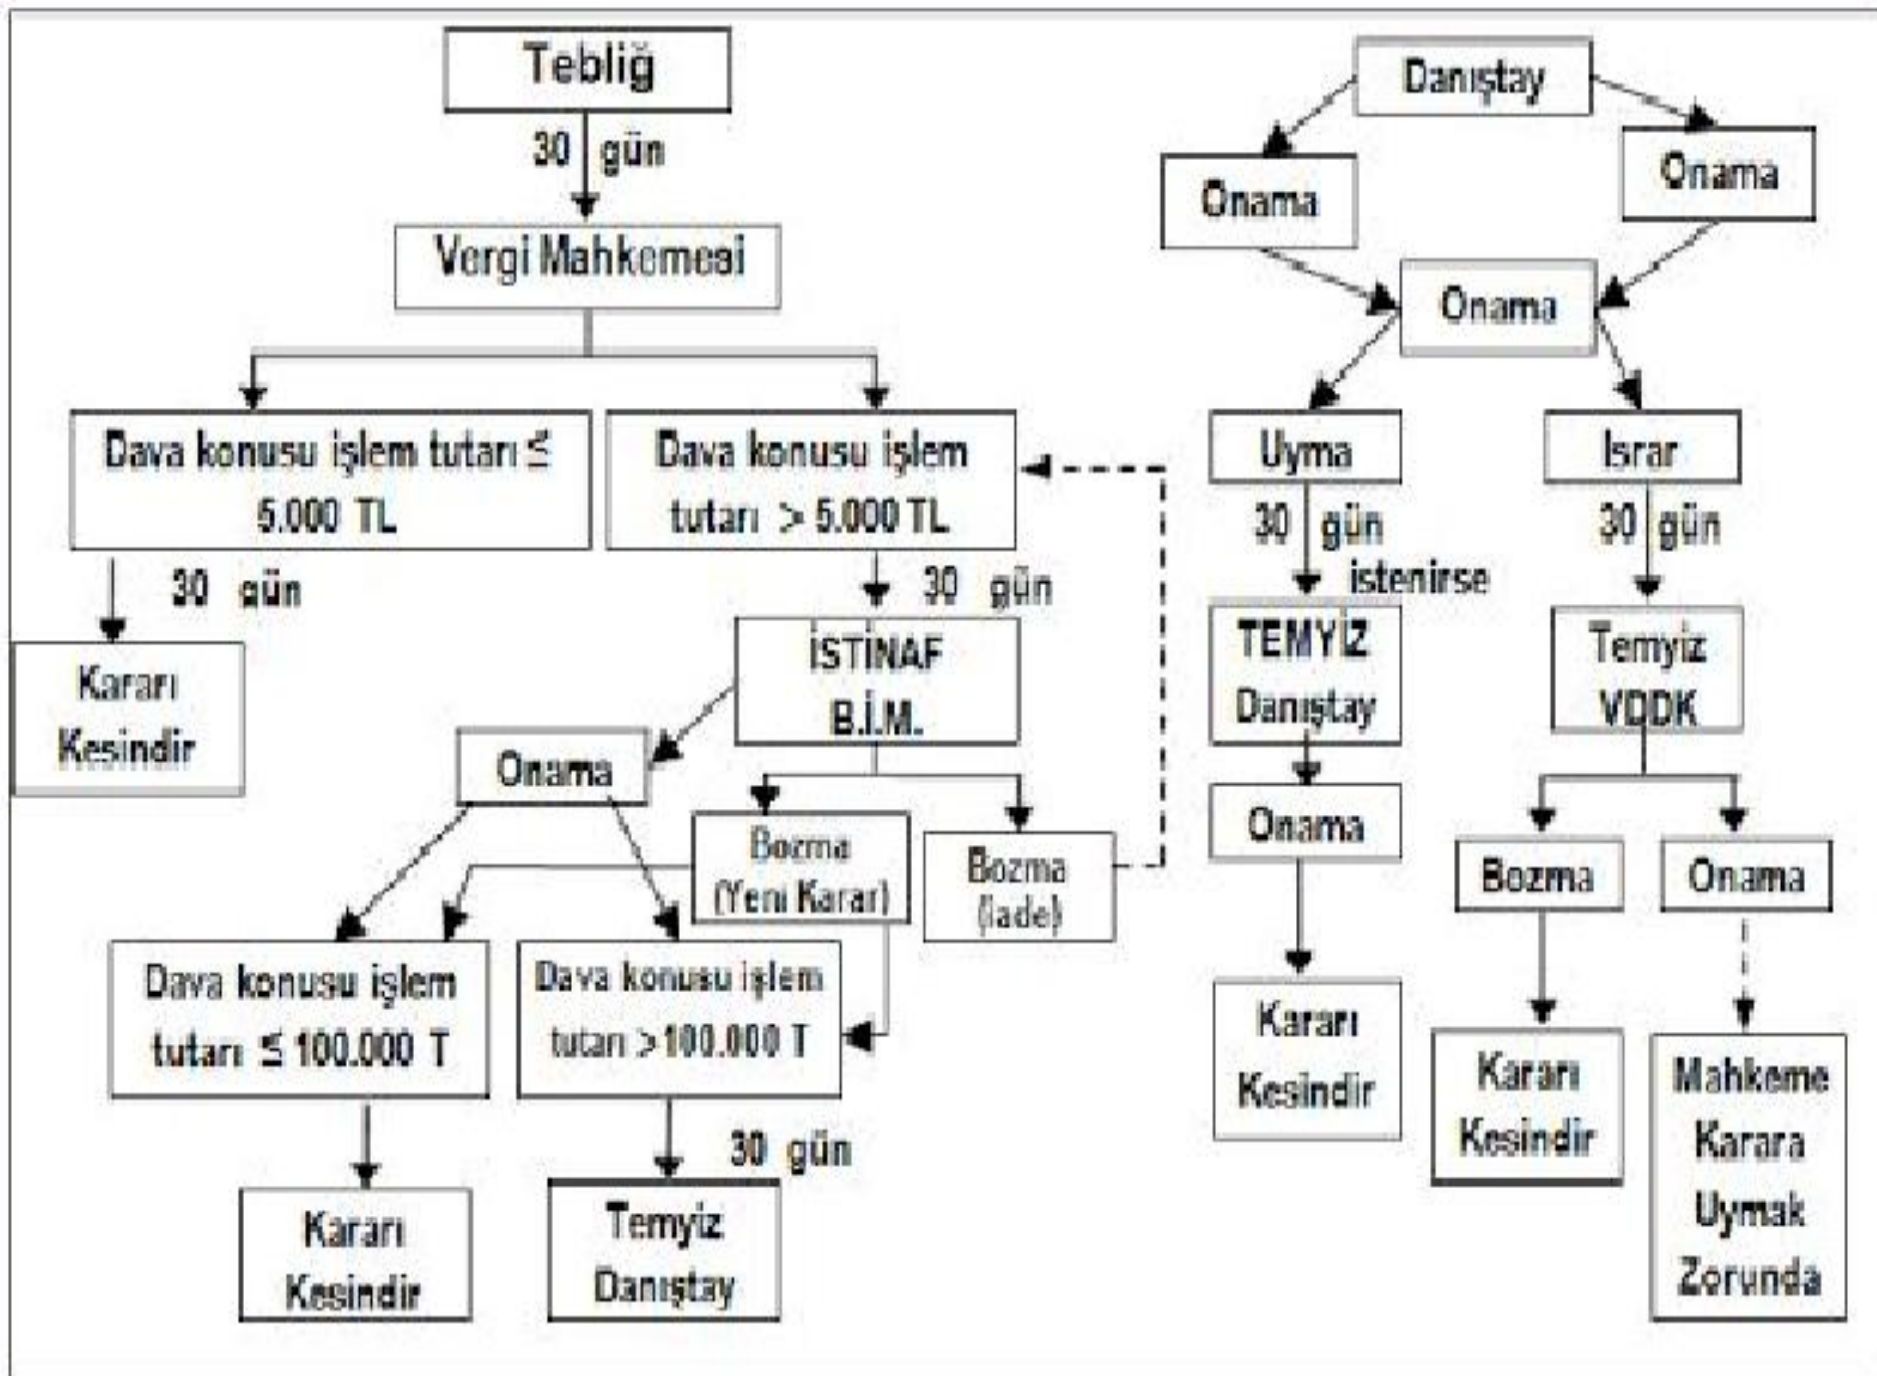 Tebliğ
30 gün
Vergi Mahkemesi
Dava konusu işlem tutarı ≤
5.000 TL
Dava konusu işlem
tutarı > 5.000 TL
30 gün
30 gün
Kararı
Kesindir
İSTİNAF
B.İ.M.
Onama
Bozma
(Yeni Karar)
Bozma
(İade)
Dava konusu işlem
tutarı ≤ 100.000 T
Dava konusu işlem
tutarı >100.000 T
30 gün
Kararı
Kesindir
Temyiz
Danıştay
Danıştay
Onama
Onama
Onama
Uyma
Israr
30 gün
istenirse
30 gün
TEMYİZ
Danıştay
Temyiz
VDDK
Onama
Bozma
Onama
Kararı
Kesindir
Kararı
Kesindir
Mahkeme
Karara
Uymak
Zorunda